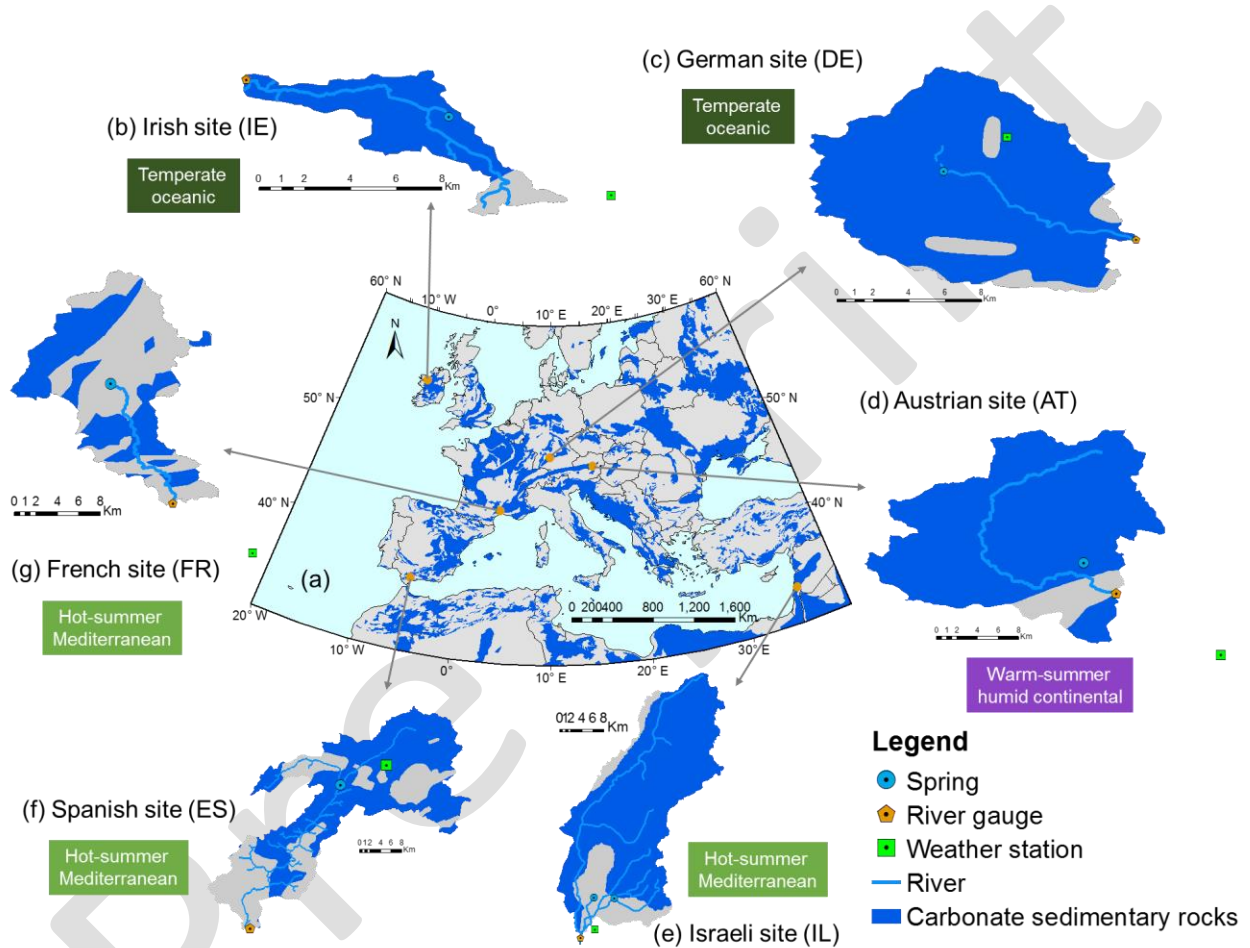 (c) German site (DE)
Temperate
oceanic
0 1 2 4 6 8
Km
(b) Irish site (IE)
Temperate
oceanic
0 1 2 4 6 8
Km
60° N
10° W
0°
10° E
20° E
30° E
60° N
N
50° N
50° N
40° N
40° N
(a)
0 200400 800 1,200 1,600
Km
20° W
10° W
0°
10° E
20° E
30° E
(d) Austrian site (AT)
0 1 2 4 6 8
Km
Warm-summer
humid continental
0 1 2 4 6 8
Km
(g) French site (FR)
Hot-summer
Mediterranean
(f) Spanish site (ES)
Hot-summer
Mediterranean
0 1 2 4 6 8
Km
012 4 6 8
Km
Hot-summer
Mediterranean
(e) Israeli site (IL)
Legend
Spring
River gauge
Weather station
River
Carbonate sedimentary rocks
Preprint